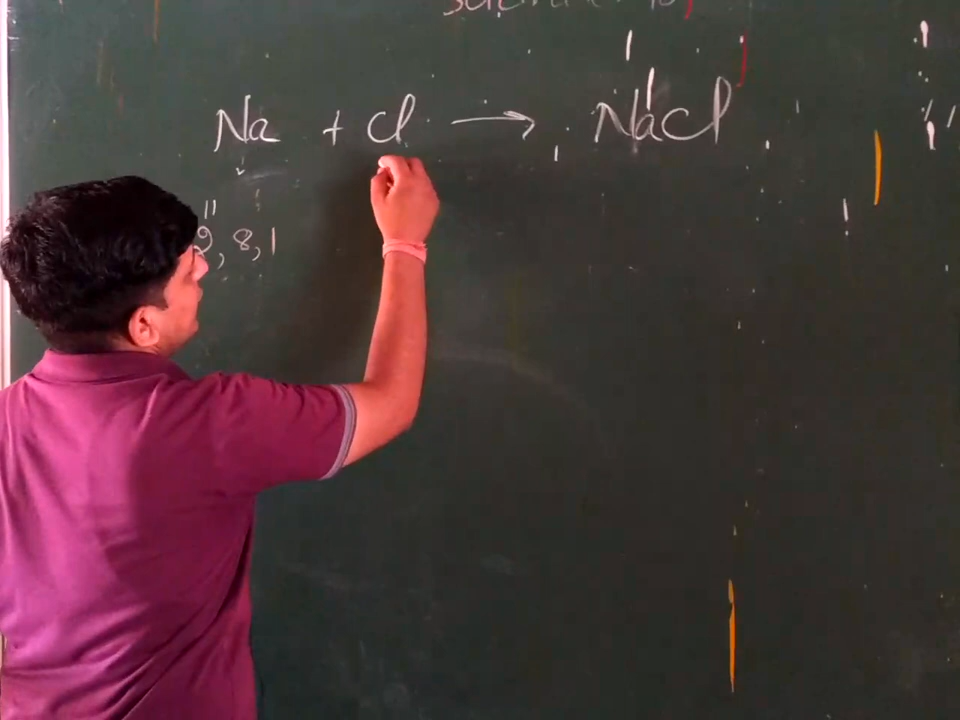 Na + Cl → NaCl
11
2, 8, 1